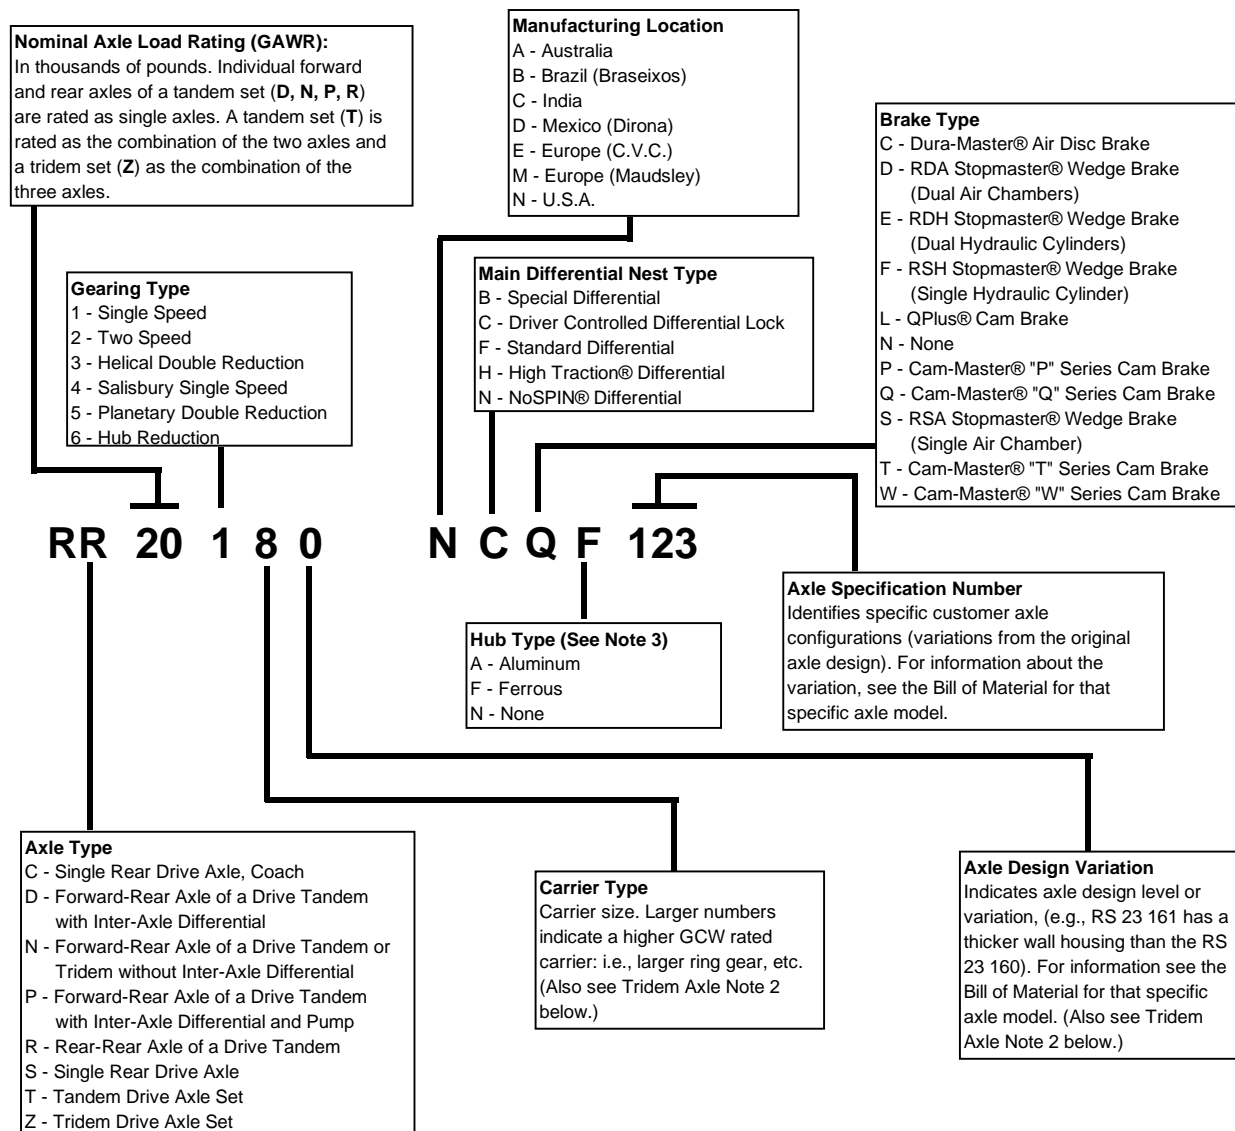 Nominal Axle Load Rating (GAWR):
In thousands of pounds. Individual forward
and rear axles of a tandem set (D, N, P, R)
are rated as single axles. A tandem set (T) is
rated as the combination of the two axles and
a tridem set (Z) as the combination of the
three axles.
Manufacturing Location
A - Australia
B - Brazil (Braseixos)
C - India
D - Mexico (Dirona)
E - Europe (C.V.C.)
M - Europe (Maudsley)
N - U.S.A.
Brake Type
C - Dura-Master® Air Disc Brake
D - RDA Stopmaster® Wedge Brake
(Dual Air Chambers)
E - RDH Stopmaster® Wedge Brake
(Dual Hydraulic Cylinders)
F - RSH Stopmaster® Wedge Brake
(Single Hydraulic Cylinder)
L - QPlus® Cam Brake
N - None
P - Cam-Master® "P" Series Cam Brake
Q - Cam-Master® "Q" Series Cam Brake
S - RSA Stopmaster® Wedge Brake
(Single Air Chamber)
T - Cam-Master® "T" Series Cam Brake
W - Cam-Master® "W" Series Cam Brake
Gearing Type
1 - Single Speed
2 - Two Speed
3 - Helical Double Reduction
4 - Salisbury Single Speed
5 - Planetary Double Reduction
6 - Hub Reduction
Main Differential Nest Type
B - Special Differential
C - Driver Controlled Differential Lock
F - Standard Differential
H - High Traction® Differential
N - NoSPIN® Differential
RR 20 1 8 0 N C Q F 123
Hub Type (See Note 3)
A - Aluminum
F - Ferrous
N - None
Axle Specification Number
Identifies specific customer axle
configurations (variations from the original
axle design). For information about the
variation, see the Bill of Material for that
specific axle model.
Axle Type
C - Single Rear Drive Axle, Coach
D - Forward-Rear Axle of a Drive Tandem
with Inter-Axle Differential
N - Forward-Rear Axle of a Drive Tandem or
Tridem without Inter-Axle Differential
P - Forward-Rear Axle of a Drive Tandem
with Inter-Axle Differential and Pump
R - Rear-Rear Axle of a Drive Tandem
S - Single Rear Drive Axle
T - Tandem Drive Axle Set
Z - Tridem Drive Axle Set
Carrier Type
Carrier size. Larger numbers
indicate a higher GCW rated
carrier: i.e., larger ring gear, etc.
(Also see Tridem Axle Note 2
below.)
Axle Design Variation
Indicates axle design level or
variation, (e.g., RS 23 161 has a
thicker wall housing than the RS
23 160). For information see the
Bill of Material for that specific
axle model. (Also see Tridem
Axle Note 2 below.)